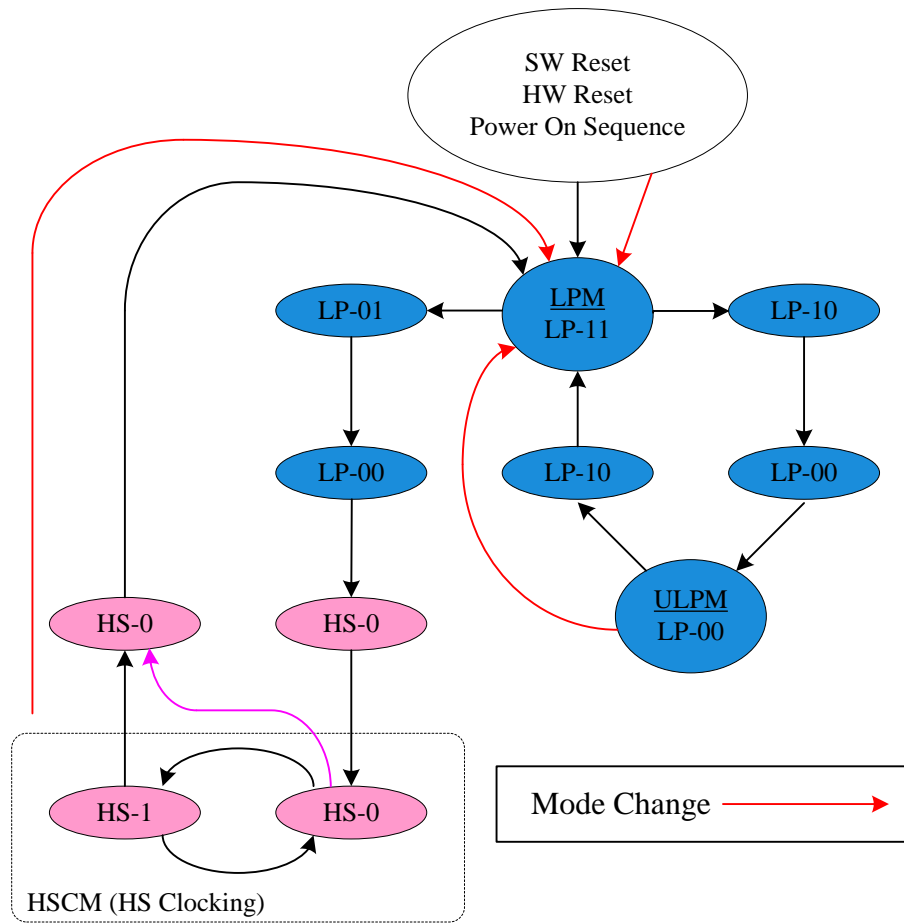 SW Reset
HW Reset
Power On Sequence
LPM
LP-11
LP-01
LP-10
LP-00
LP-10
LP-00
ULPM
LP-00
HS-0
HS-0
HS-1
HS-0
HSCM (HS Clocking)
Mode Change